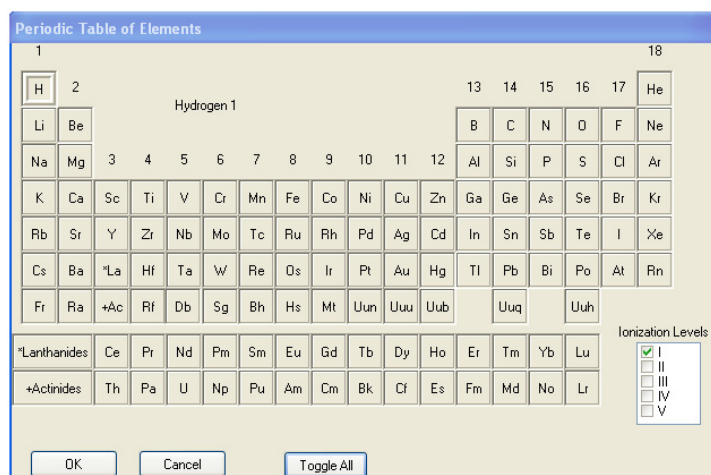 Periodic Table of Elements
1 18
H 2 13 14 15 16 17 He
Hydrogen 1
Li Be B C N O F Ne
Na Mg 3 4 5 6 7 8 9 10 11 12 Al Si P S Cl Ar
K Ca Sc Ti V Cr Mn Fe Co Ni Cu Zn Ga Ge As Se Br Kr
Rb Sr Y Zr Nb Mo Tc Ru Rh Pd Ag Cd In Sn Sb Te I Xe
Cs Ba *La Hf Ta W Re Os Ir Pt Au Hg Tl Pb Bi Po At Rn
Fr Ra +Ac Rf Db Sg Bh Hs Mt Uun Uuu Uub Uuq Uuh
*Lanthanides Ce Pr Nd Pm Sm Eu Gd Tb Dy Ho Er Tm Yb Lu
+Actinides Th Pa U Np Pu Am Cm Bk Cf Es Fm Md No Lr
Ionization Levels
I
II
III
IV
V
OK Cancel Toggle All